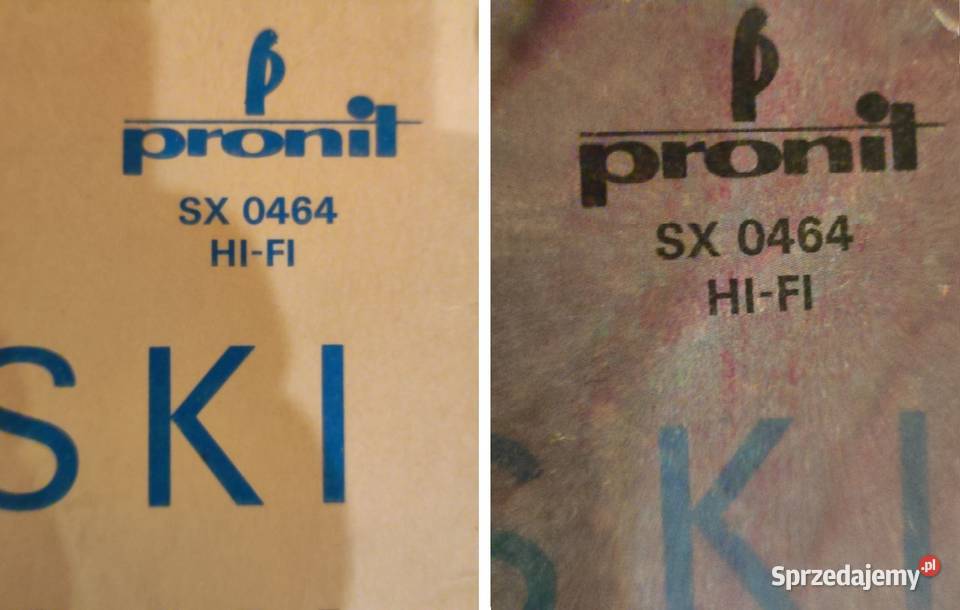 pronit
SX 0464
HI-FI
SKI
pronit
SX 0464
HI-FI
SKI
Sprzedajemy.pl